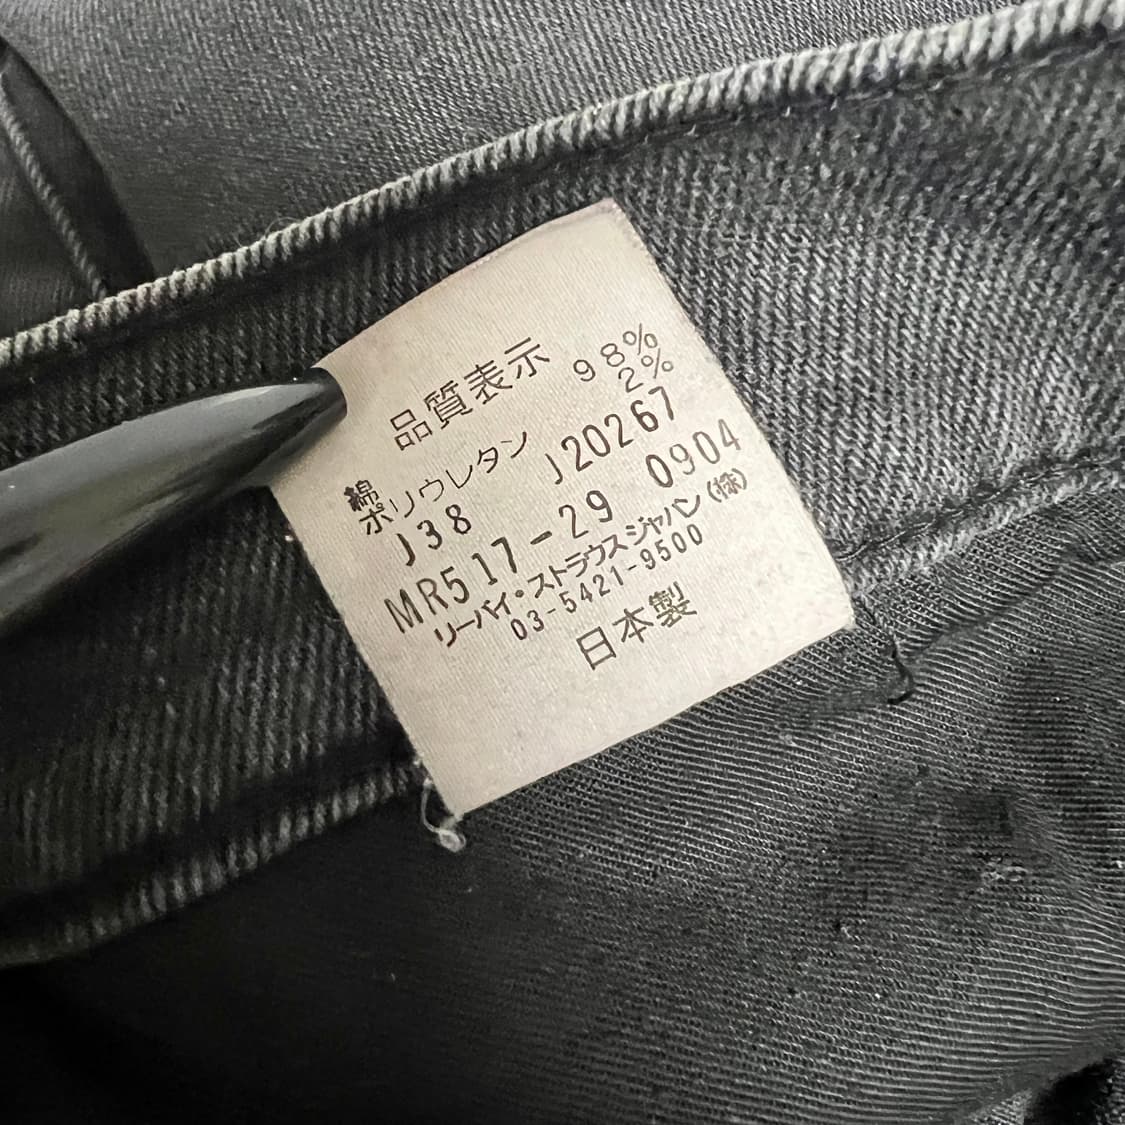 品質表示
綿 98%
ポリウレタン 2%
J38 J20267
MR517-29 0904
リーバイ・ストラウスジャパン(株)
03-5421-9500
日本製